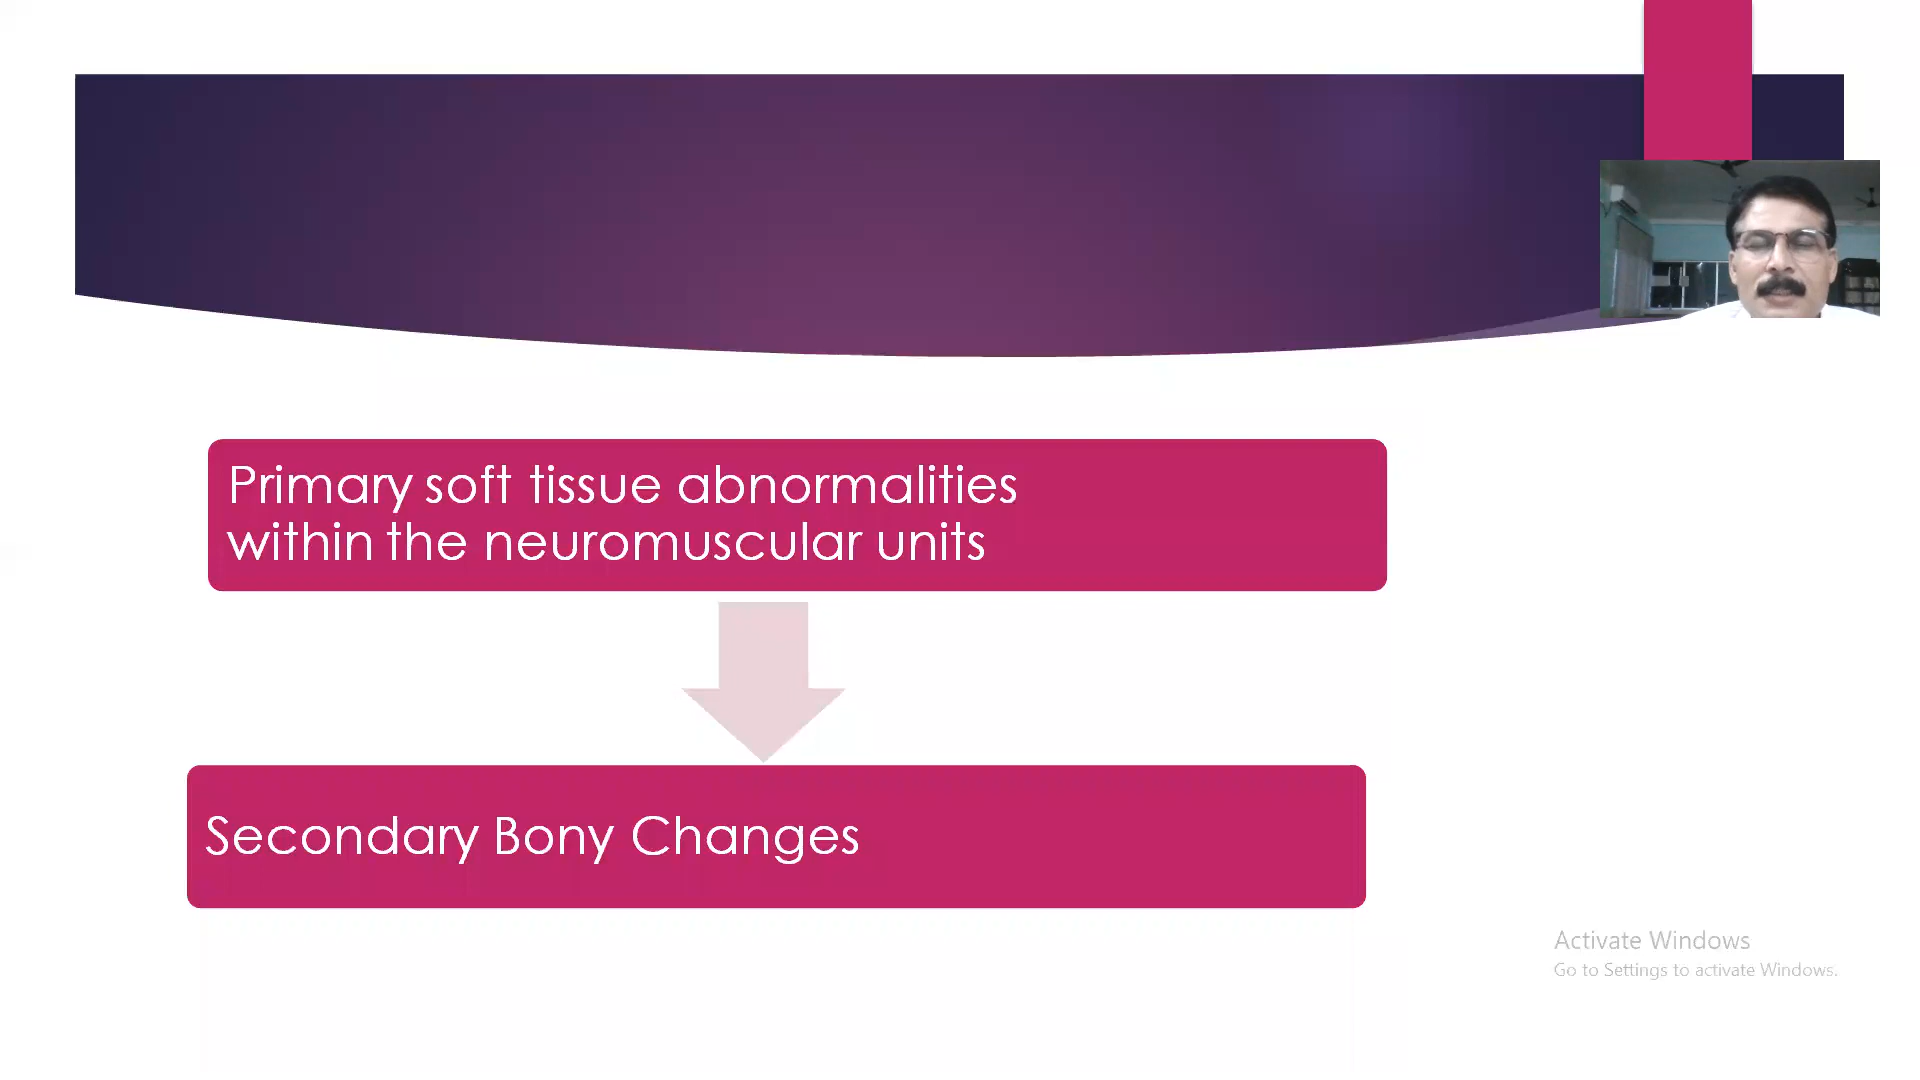 Primary soft tissue abnormalities
within the neuromuscular units
Secondary Bony Changes
Activate Windows
Go to Settings to activate Windows.